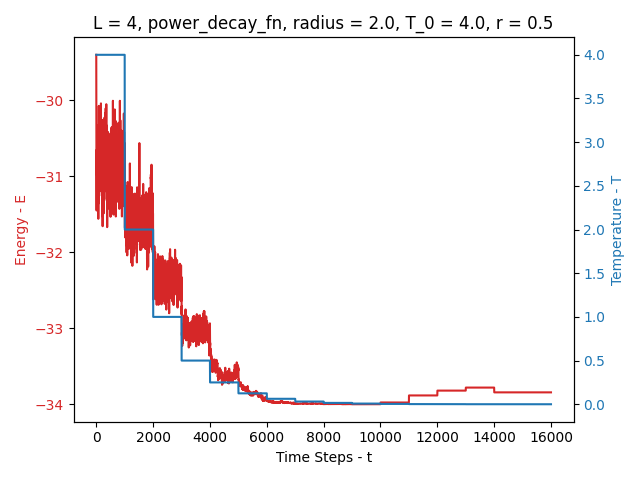 L = 4, power_decay_fn, radius = 2.0, T_0 = 4.0, r = 0.5
Energy - E
−30
−31
−32
−33
−34
4.0
3.5
3.0
2.5
2.0
1.5
1.0
0.5
0.0
Temperature - T
0 2000 4000 6000 8000 10000 12000 14000 16000
Time Steps - t